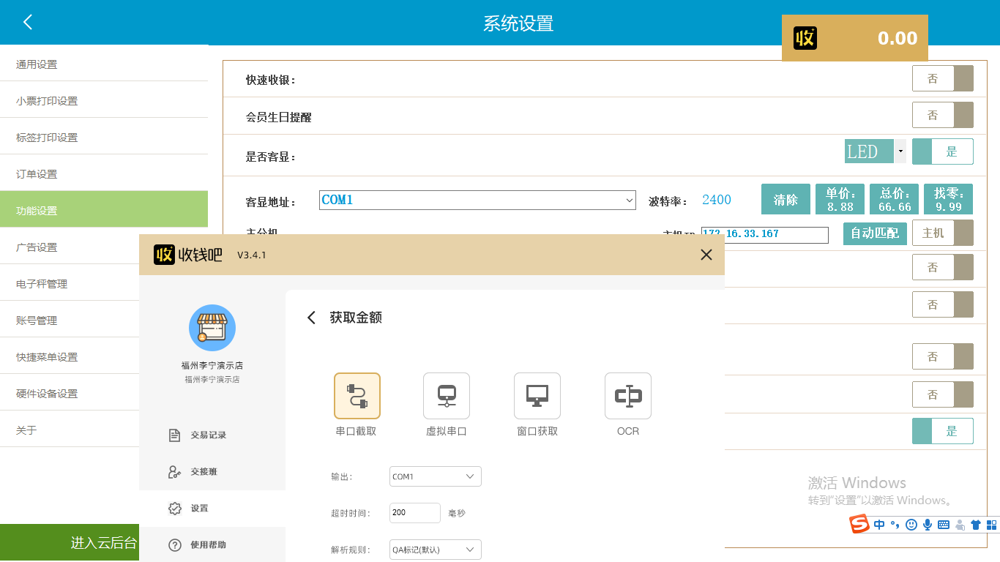 系统设置
收
0.00
通用设置
小票打印设置
标签打印设置
订单设置
功能设置
广告设置
电子秤管理
账号管理
快捷菜单设置
硬件设备设置
关于
进入云后台
快速收银：
否
会员生日提醒
否
是否客显：
LED
是
客显地址：
COM1
波特率：
2400
清除
单价：
8.88
总价：
66.66
找零：
9.99
主分机
主机IP
172.16.33.167
自动匹配
主机
否
否
否
否
是
收 收钱吧
V3.4.1
福州李宁演示店
福州李宁演示店
交易记录
交接班
设置
使用帮助
获取金额
串口截取
虚拟串口
窗口获取
OCR
输出：
COM1
超时时间：
200
毫秒
解析规则：
QA标记(默认)
激活 Windows
转到"设置"以激活 Windows。
S
中